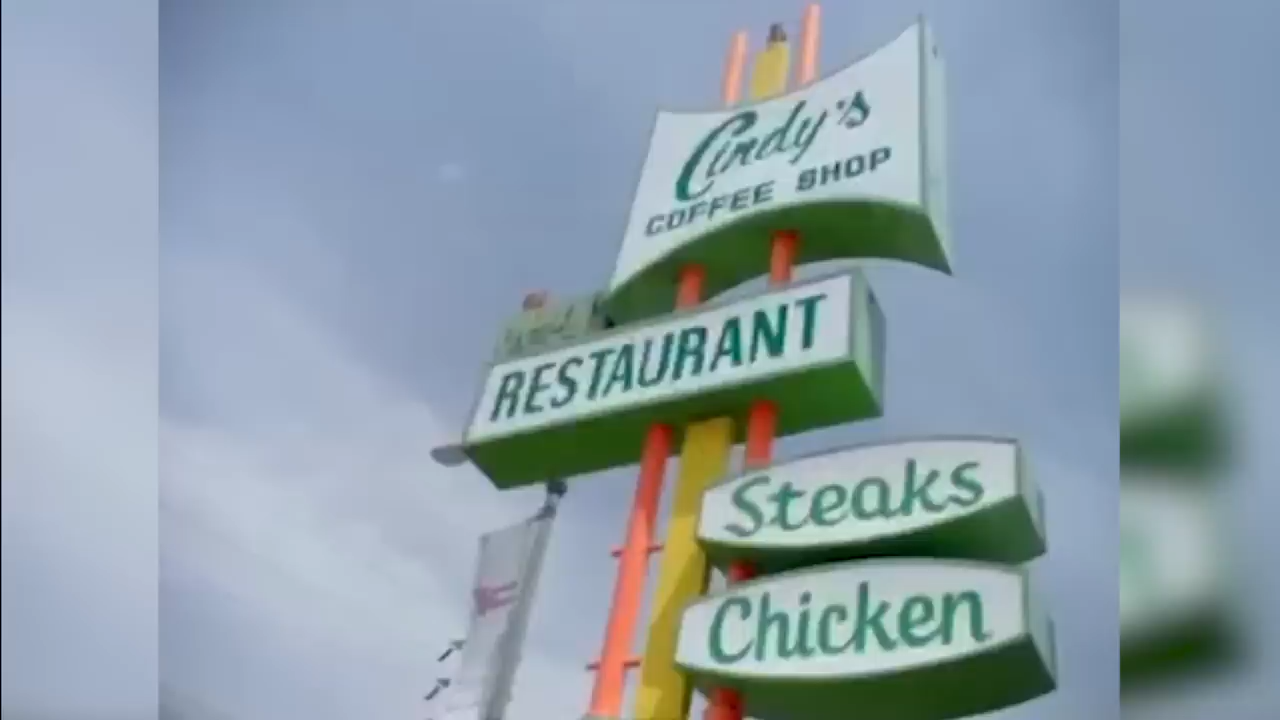 Cindy's
COFFEE SHOP
RESTAURANT
Steaks
Chicken